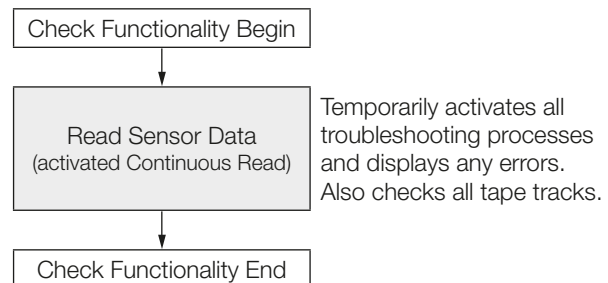 Check Functionality Begin
Read Sensor Data
(activated Continuous Read)
Temporarily activates all
troubleshooting processes
and displays any errors.
Also checks all tape tracks.
Check Functionality End